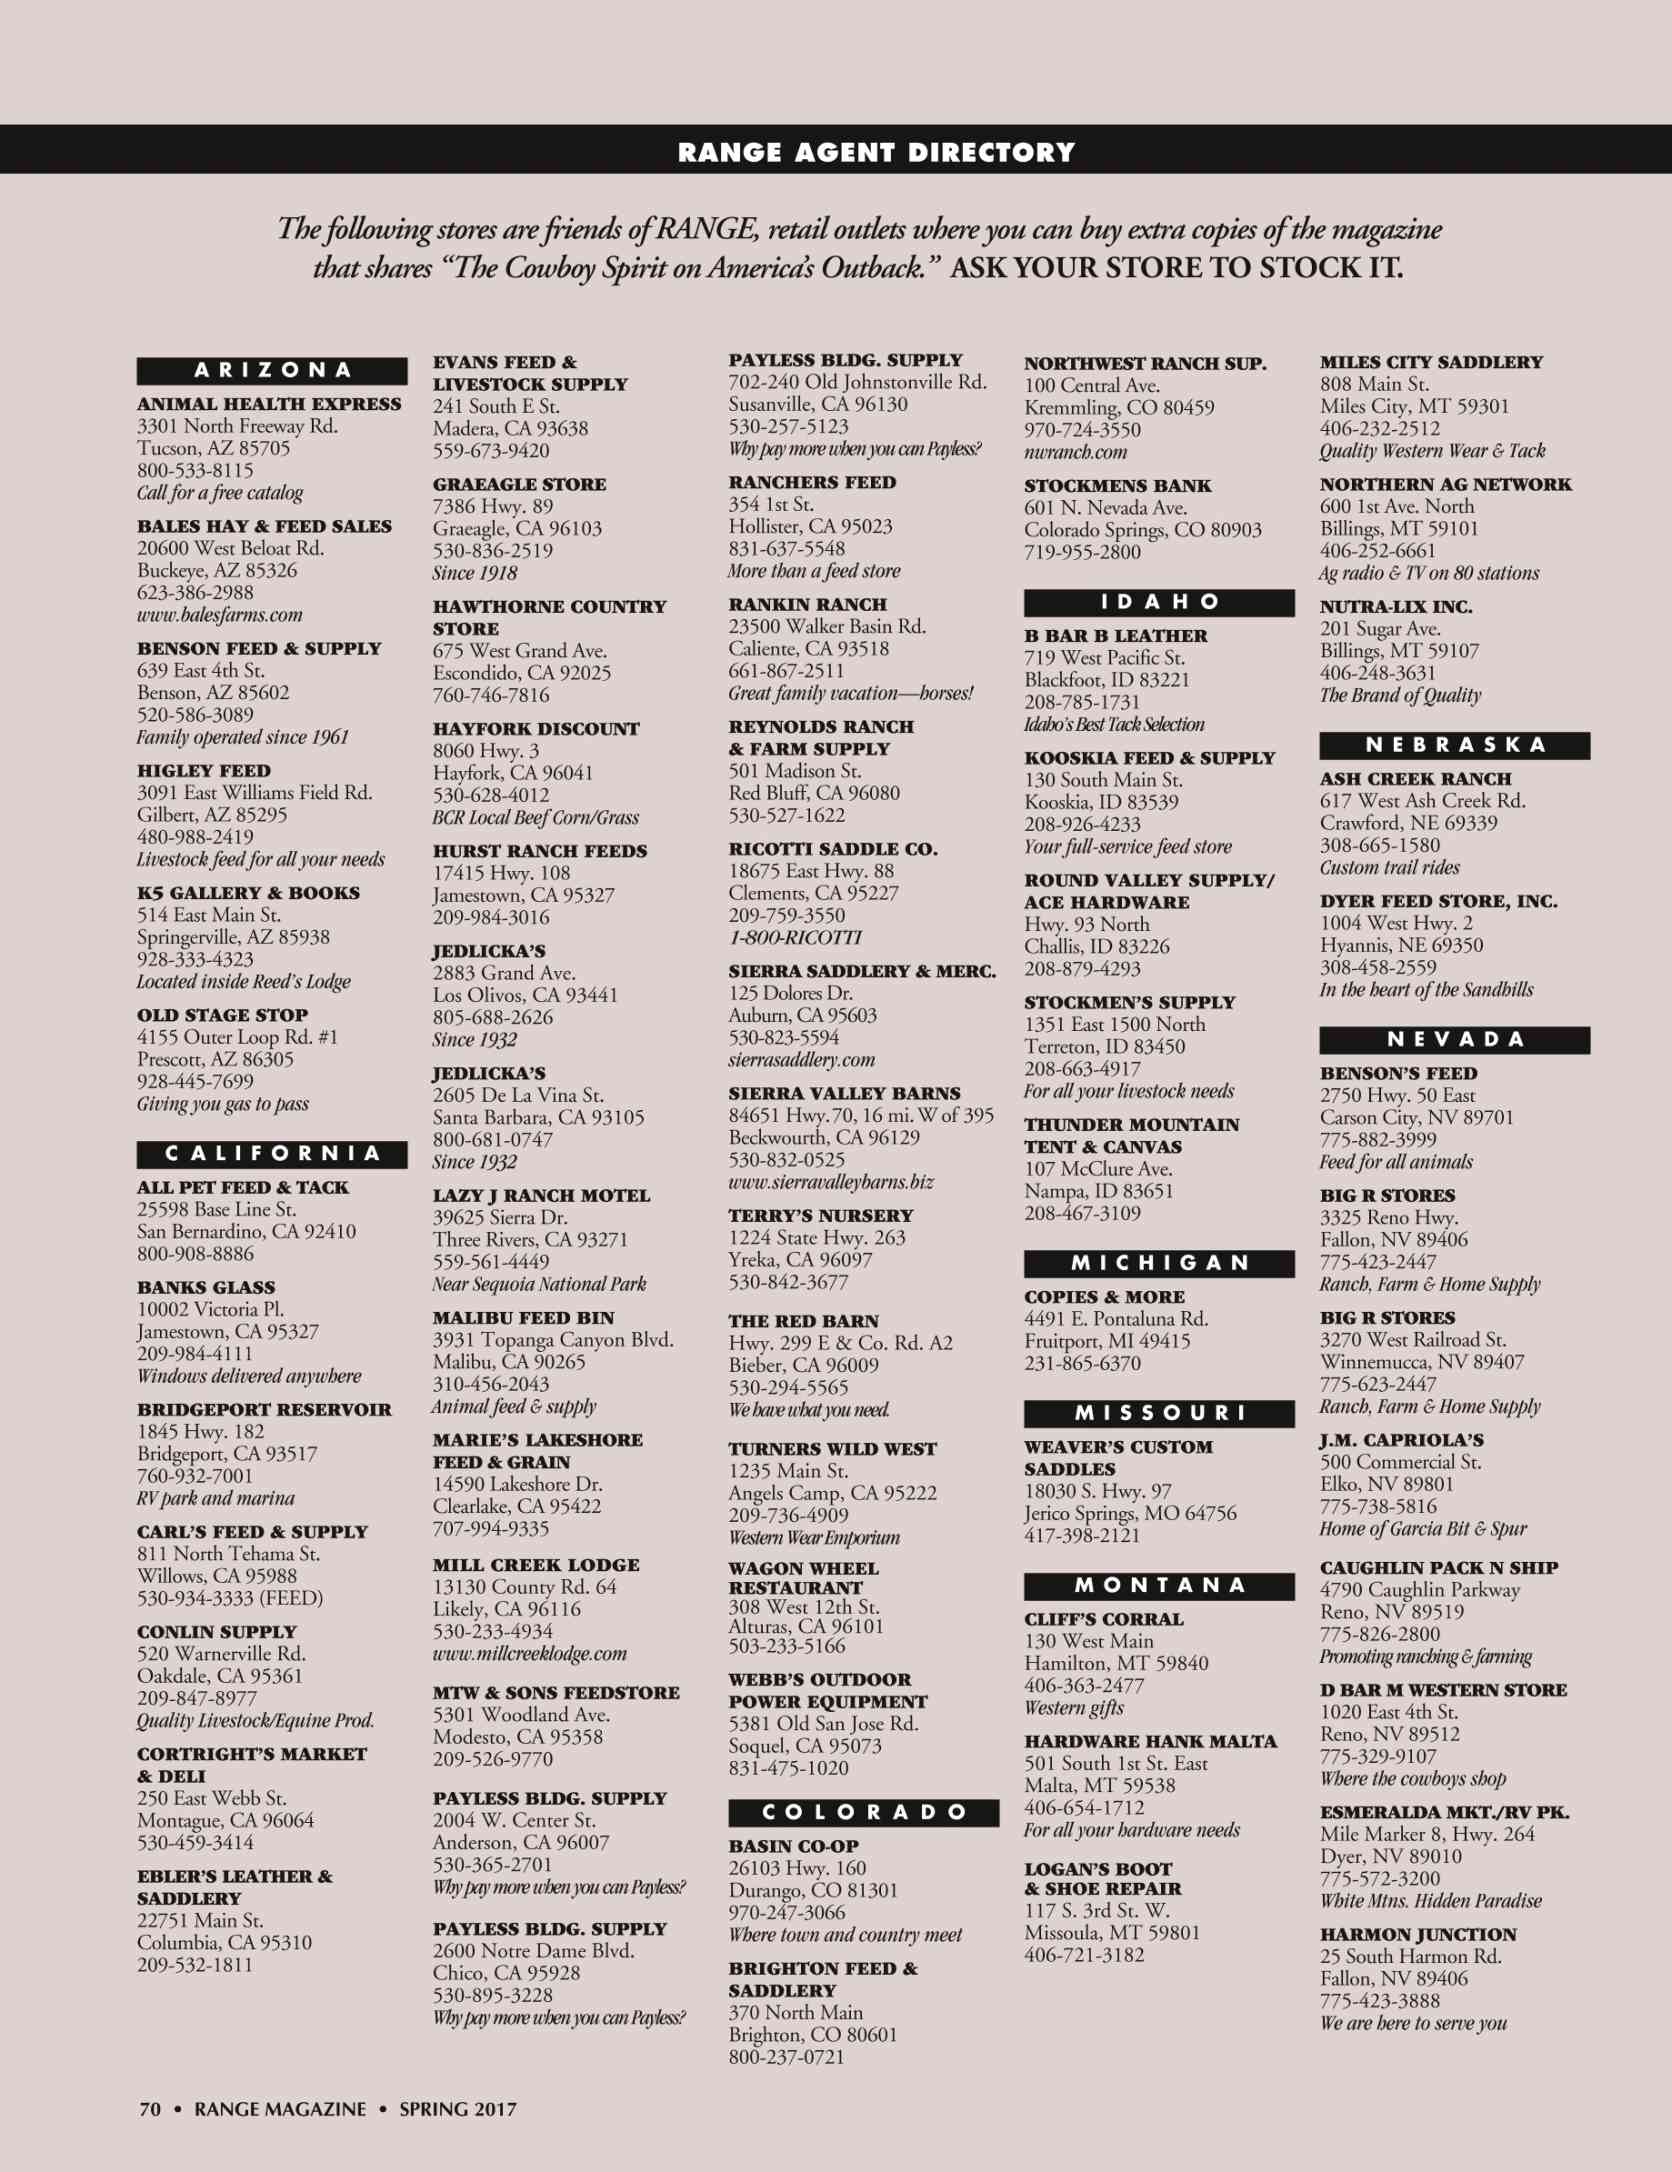 RANGE AGENT DIRECTORY
The following stores are friends of RANGE, retail outlets where you can buy extra copies of the magazine
that shares “The Cowboy Spirit on America’s Outback.” ASK YOUR STORE TO STOCK IT.
ARIZONA
ANIMAL HEALTH EXPRESS
3301 North Freeway Rd.
Tucson, AZ 85705
800-533-8115
Call for a free catalog
BALES HAY & FEED SALES
20600 West Beloat Rd.
Buckeye, AZ 85326
623-386-2988
www.balesfarms.com
BENSON FEED & SUPPLY
639 East 4th St.
Benson, AZ 85602
520-586-3089
Family operated since 1961
HIGLEY FEED
3091 East Williams Field Rd.
Gilbert, AZ 85295
480-988-2419
Livestock feed for all your needs
K5 GALLERY & BOOKS
514 East Main St.
Springerville, AZ 85938
928-333-4323
Located inside Reed’s Lodge
OLD STAGE STOP
4155 Outer Loop Rd. #1
Prescott, AZ 86305
928-445-7699
Giving you gas to pass
CALIFORNIA
ALL PET FEED & TACK
25598 Base Line St.
San Bernardino, CA 92410
800-908-8886
BANKS GLASS
10002 Victoria Pl.
Jamestown, CA 95327
209-984-4111
Windows delivered anywhere
BRIDGEPORT RESERVOIR
1845 Hwy. 182
Bridgeport, CA 93517
760-932-7001
RV park and marina
CARL’S FEED & SUPPLY
811 North Tehama St.
Willows, CA 95988
530-934-3333 (FEED)
CONLIN SUPPLY
520 Warnerville Rd.
Oakdale, CA 95361
209-847-8977
Quality Livestock/Equine Prod.
CORTRIGHT’S MARKET
& DELI
250 East Webb St.
Montague, CA 96064
530-459-3414
EBLER’S LEATHER &
SADDLERY
22751 Main St.
Columbia, CA 95310
209-532-1811
EVANS FEED &
LIVESTOCK SUPPLY
241 South E St.
Madera, CA 93638
559-673-9420
GRAEAGLE STORE
7386 Hwy. 89
Graeagle, CA 96103
530-836-2519
Since 1918
HAWTHORNE COUNTRY
STORE
675 West Grand Ave.
Escondido, CA 92025
760-746-7816
HAYFORK DISCOUNT
8060 Hwy. 3
Hayfork, CA 96041
530-628-4012
BCR Local Beef Corn/Grass
HURST RANCH FEEDS
17415 Hwy. 108
Jamestown, CA 95327
209-984-3016
JEDLICKA’S
2883 Grand Ave.
Los Olivos, CA 93441
805-688-2626
Since 1932
JEDLICKA’S
2605 De La Vina St.
Santa Barbara, CA 93105
800-681-0747
Since 1932
LAZY J RANCH MOTEL
39625 Sierra Dr.
Three Rivers, CA 93271
559-561-4449
Near Sequoia National Park
MALIBU FEED BIN
3931 Topanga Canyon Blvd.
Malibu, CA 90265
310-456-2043
Animal feed & supply
MARIE’S LAKESHORE
FEED & GRAIN
14590 Lakeshore Dr.
Clearlake, CA 95422
707-994-9335
MILL CREEK LODGE
13130 County Rd. 64
Likely, CA 96116
530-233-4934
www.millcreeklodge.com
MTW & SONS FEEDSTORE
5301 Woodland Ave.
Modesto, CA 95358
209-526-9770
PAYLESS BLDG. SUPPLY
2004 W. Center St.
Anderson, CA 96007
530-365-2701
Why pay more when you can Payless?
PAYLESS BLDG. SUPPLY
2600 Notre Dame Blvd.
Chico, CA 95928
530-895-3228
Why pay more when you can Payless?
PAYLESS BLDG. SUPPLY
702-240 Old Johnstonville Rd.
Susanville, CA 96130
530-257-5123
Why pay more when you can Payless?
RANCHERS FEED
354 1st St.
Hollister, CA 95023
831-637-5548
More than a feed store
RANKIN RANCH
23500 Walker Basin Rd.
Caliente, CA 93518
661-867-2511
Great family vacation—horses!
REYNOLDS RANCH
& FARM SUPPLY
501 Madison St.
Red Bluff, CA 96080
530-527-1622
RICOTTI SADDLE CO.
18675 East Hwy. 88
Clements, CA 95227
209-759-3550
1-800-RICOTTI
SIERRA SADDLERY & MERC.
125 Dolores Dr.
Auburn, CA 95603
530-823-5594
sierrasaddlery.com
SIERRA VALLEY BARNS
84651 Hwy. 70, 16 mi. W of 395
Beckwourth, CA 96129
530-832-0525
www.sierravalleybarns.biz
TERRY’S NURSERY
1224 State Hwy. 263
Yreka, CA 96097
530-842-3677
THE RED BARN
Hwy. 299 E & Co. Rd. A2
Bieber, CA 96009
530-294-5565
We have what you need.
TURNERS WILD WEST
1235 Main St.
Angels Camp, CA 95222
209-736-4909
Western Wear Emporium
WAGON WHEEL
RESTAURANT
308 West 12th St.
Alturas, CA 96101
503-233-5166
WEBB’S OUTDOOR
POWER EQUIPMENT
5381 Old San Jose Rd.
Soquel, CA 95073
831-475-1020
COLORADO
BASIN CO-OP
26103 Hwy. 160
Durango, CO 81301
970-247-3066
Where town and country meet
BRIGHTON FEED &
SADDLERY
370 North Main
Brighton, CO 80601
800-237-0721
NORTHWEST RANCH SUP.
100 Central Ave.
Kremmling, CO 80459
970-724-3550
nwranch.com
STOCKMENS BANK
601 N. Nevada Ave.
Colorado Springs, CO 80903
719-955-2800
IDAHO
B BAR B LEATHER
719 West Pacific St.
Blackfoot, ID 83221
208-785-1731
Idaho’s Best Tack Selection
KOOSKIA FEED & SUPPLY
130 South Main St.
Kooskia, ID 83539
208-926-4233
Your full-service feed store
ROUND VALLEY SUPPLY/
ACE HARDWARE
Hwy. 93 North
Challis, ID 83226
208-879-4293
STOCKMEN’S SUPPLY
1351 East 1500 North
Terreton, ID 83450
208-663-4917
For all your livestock needs
THUNDER MOUNTAIN
TENT & CANVAS
107 McClure Ave.
Nampa, ID 83651
208-467-3109
MICHIGAN
COPIES & MORE
4491 E. Pontaluna Rd.
Fruitport, MI 49415
231-865-6370
MISSOURI
WEAVER’S CUSTOM
SADDLES
18030 S. Hwy. 97
Jerico Springs, MO 64756
417-398-2121
MONTANA
CLIFF’S CORRAL
130 West Main
Hamilton, MT 59840
406-363-2477
Western gifts
HARDWARE HANK MALTA
501 South 1st St. East
Malta, MT 59538
406-654-1712
For all your hardware needs
LOGAN’S BOOT
& SHOE REPAIR
117 S. 3rd St. W.
Missoula, MT 59801
406-721-3182
MILES CITY SADDLERY
808 Main St.
Miles City, MT 59301
406-232-2512
Quality Western Wear & Tack
NORTHERN AG NETWORK
600 1st Ave. North
Billings, MT 59101
406-252-6661
Ag radio & TV on 80 stations
NUTRA-LIX INC.
201 Sugar Ave.
Billings, MT 59107
406-248-3631
The Brand of Quality
NEBRASKA
ASH CREEK RANCH
617 West Ash Creek Rd.
Crawford, NE 69339
308-665-1580
Custom trail rides
DYER FEED STORE, INC.
1004 West Hwy. 2
Hyannis, NE 69350
308-458-2559
In the heart of the Sandhills
NEVADA
BENSON’S FEED
2750 Hwy. 50 East
Carson City, NV 89701
775-882-3999
Feed for all animals
BIG R STORES
3325 Reno Hwy.
Fallon, NV 89406
775-423-2447
Ranch, Farm & Home Supply
BIG R STORES
3270 West Railroad St.
Winnemucca, NV 89407
775-623-2447
Ranch, Farm & Home Supply
J.M. CAPRIOLA’S
500 Commercial St.
Elko, NV 89801
775-738-5816
Home of Garcia Bit & Spur
CAUGHLIN PACK N SHIP
4790 Caughlin Parkway
Reno, NV 89519
775-826-2800
Promoting ranching & farming
D BAR M WESTERN STORE
1020 East 4th St.
Reno, NV 89512
775-329-9107
Where the cowboys shop
ESMERALDA MKT./RV PK.
Mile Marker 8, Hwy. 264
Dyer, NV 89010
775-572-3200
White Mtns. Hidden Paradise
HARMON JUNCTION
25 South Harmon Rd.
Fallon, NV 89406
775-423-3888
We are here to serve you
70 • RANGE MAGAZINE • SPRING 2017